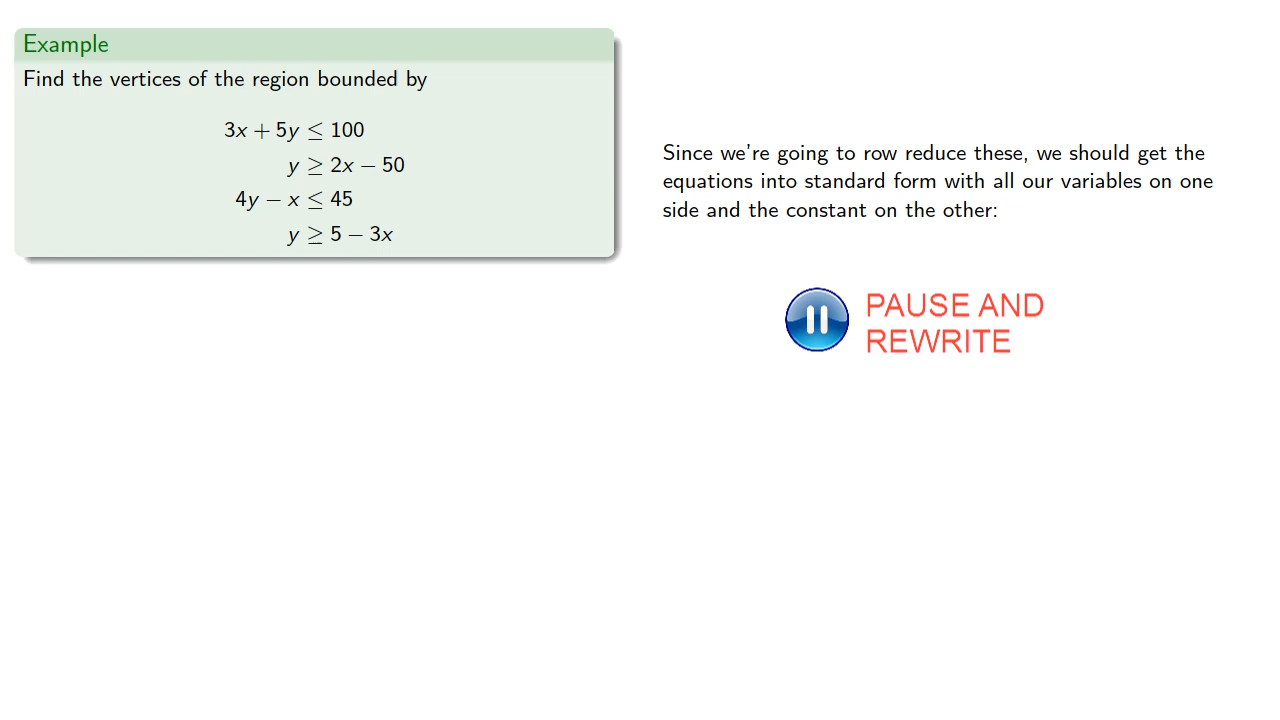 Example
Find the vertices of the region bounded by
3x + 5y ≤ 100
y ≥ 2x − 50
4y − x ≤ 45
y ≥ 5 − 3x
Since we're going to row reduce these, we should get the
equations into standard form with all our variables on one
side and the constant on the other:
PAUSE AND
REWRITE